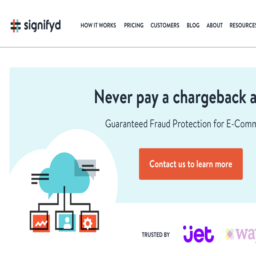 signifyd
HOW IT WORKS PRICING CUSTOMERS BLOG ABOUT RESOURCES
Never pay a chargeback a
Guaranteed Fraud Protection for E-Comm
Contact us to learn more
TRUSTED BY jet way